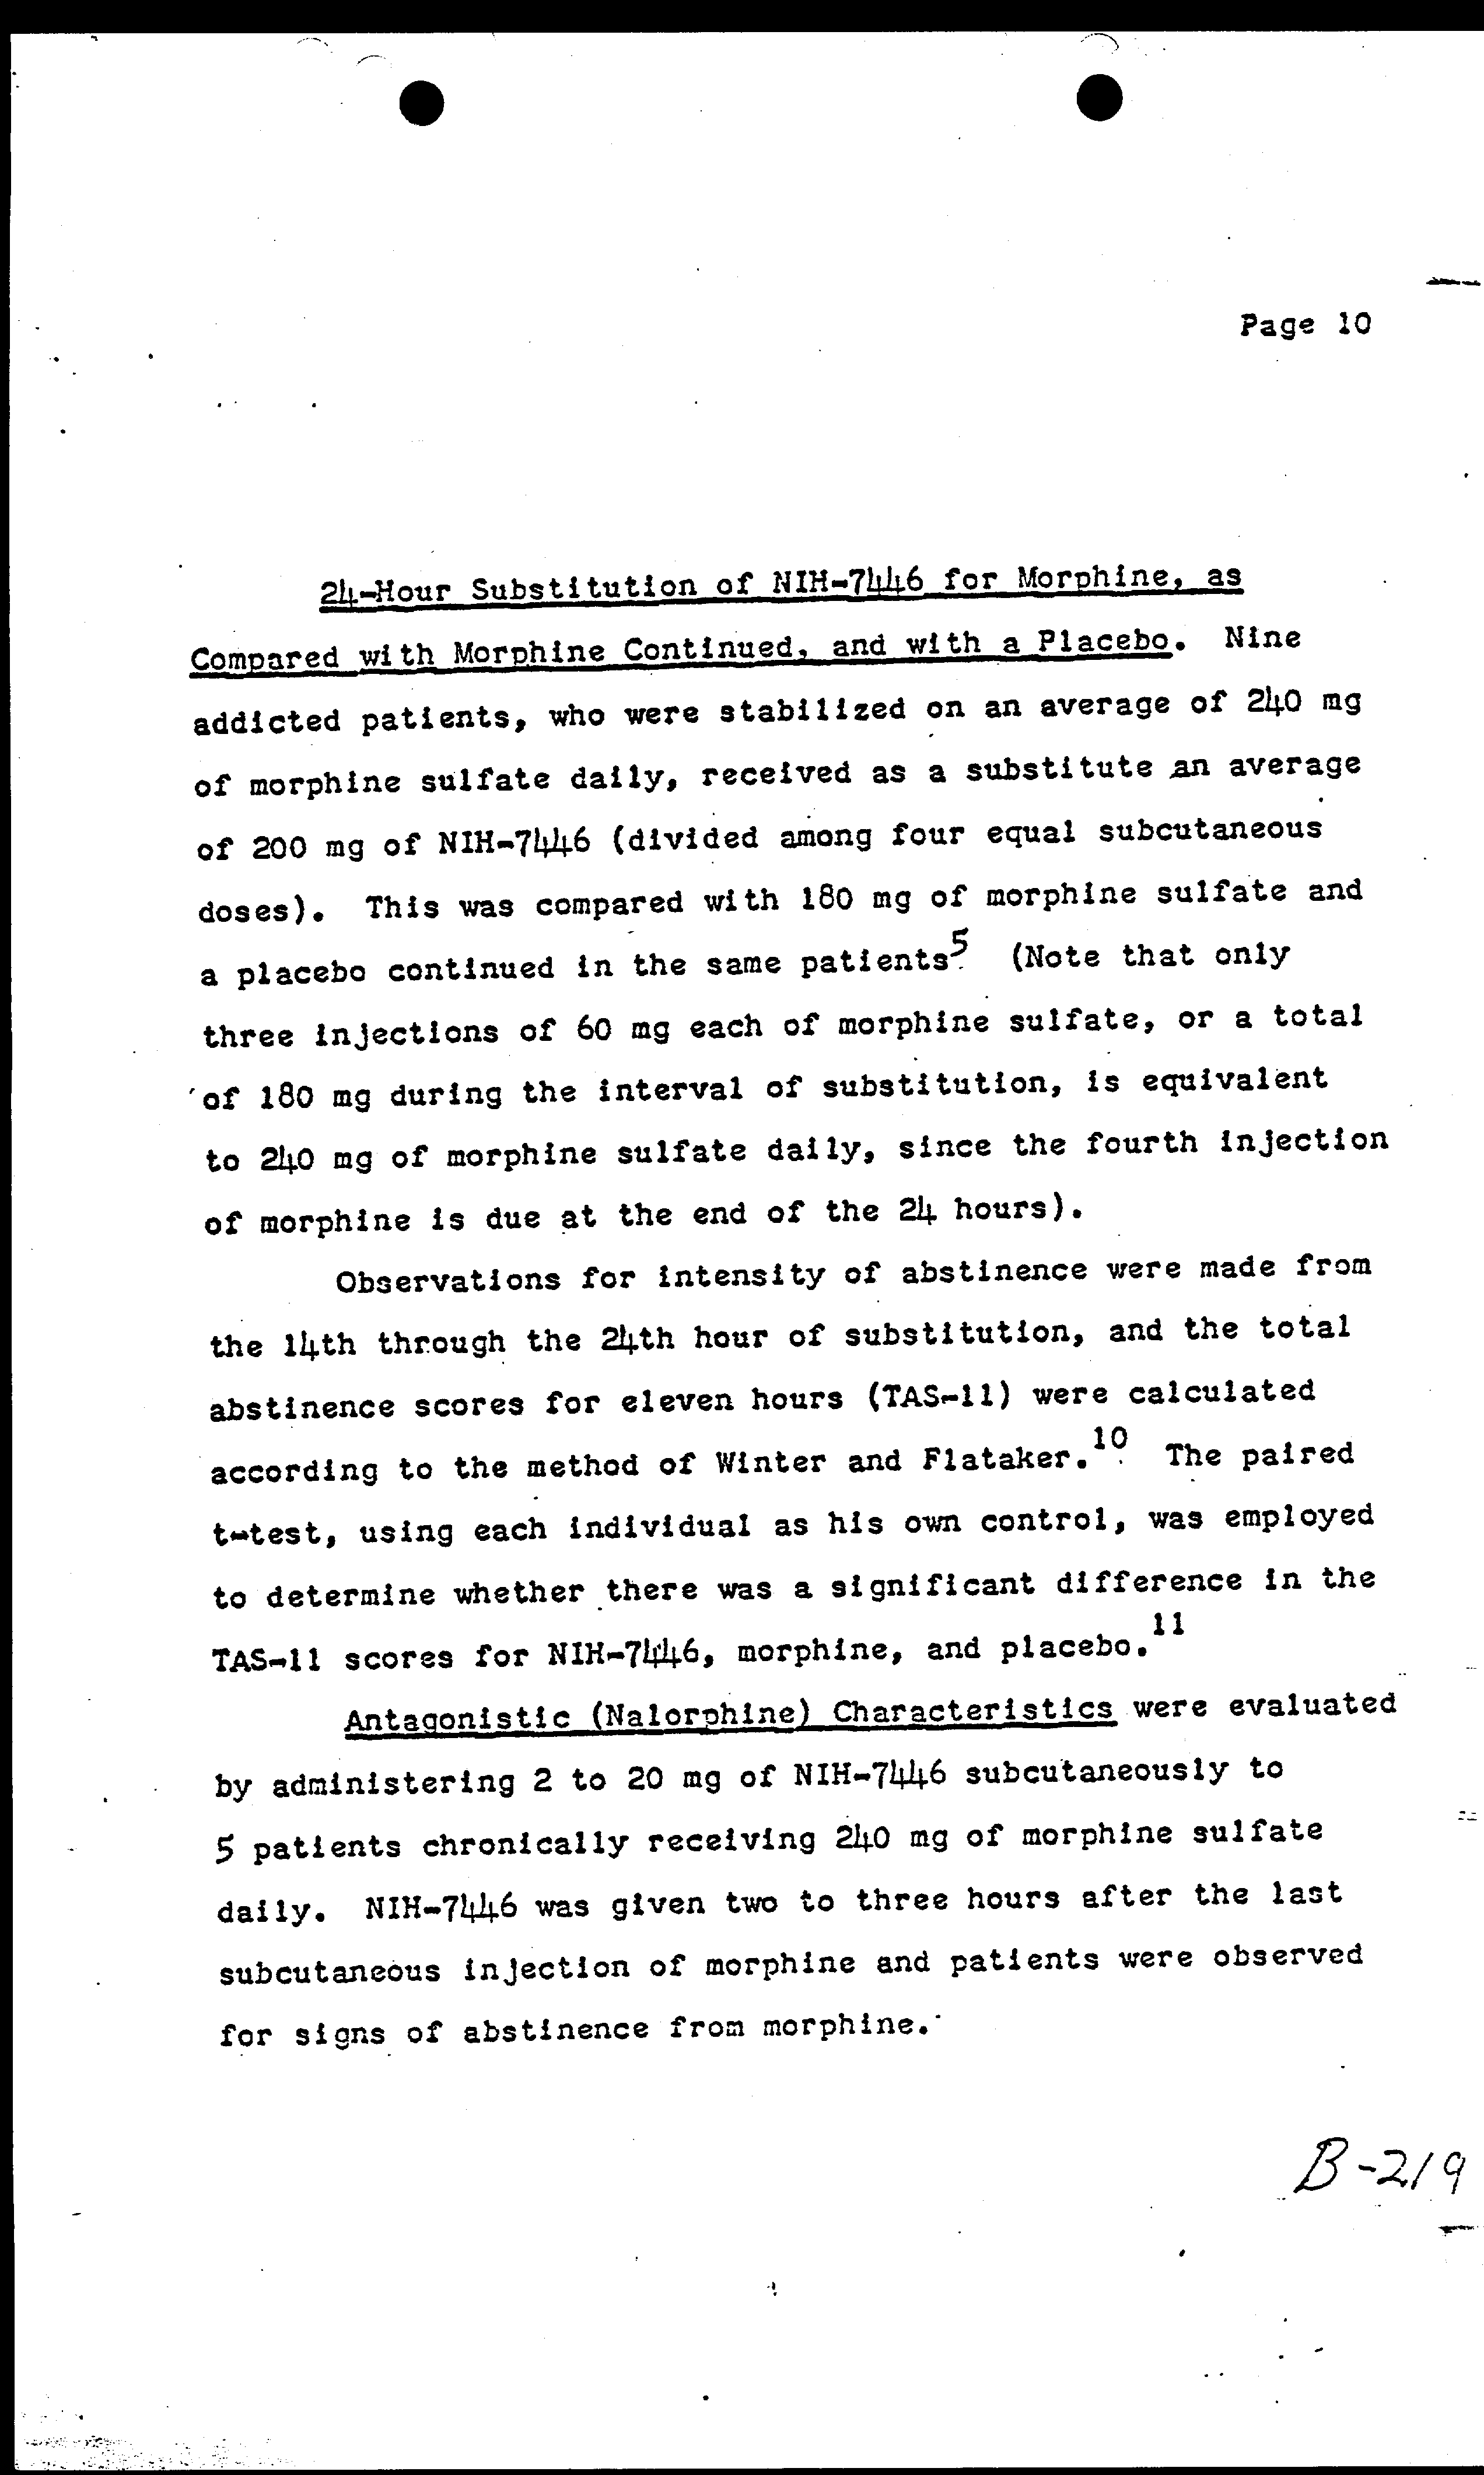 Page 10
24-Hour Substitution of NIH-7446 for Morphine, as
Compared with Morphine Continued, and with a Placebo. Nine
addicted patients, who were stabilized on an average of 240 mg
of morphine sulfate daily, received as a substitute an average
of 200 mg of NIH-7446 (divided among four equal subcutaneous
doses). This was compared with 180 mg of morphine sulfate and
a placebo continued in the same patients.5 (Note that only
three injections of 60 mg each of morphine sulfate, or a total
of 180 mg during the interval of substitution, is equivalent
to 240 mg of morphine sulfate daily, since the fourth injection
of morphine is due at the end of the 24 hours).
Observations for intensity of abstinence were made from
the 14th through the 24th hour of substitution, and the total
abstinence scores for eleven hours (TAS-11) were calculated
according to the method of Winter and Flataker.10 The paired
t-test, using each individual as his own control, was employed
to determine whether there was a significant difference in the
TAS-11 scores for NIH-7446, morphine, and placebo.11
Antagonistic (Nalorphine) Characteristics were evaluated
by administering 2 to 20 mg of NIH-7446 subcutaneously to
5 patients chronically receiving 240 mg of morphine sulfate
daily. NIH-7446 was given two to three hours after the last
subcutaneous injection of morphine and patients were observed
for signs of abstinence from morphine.
B-219